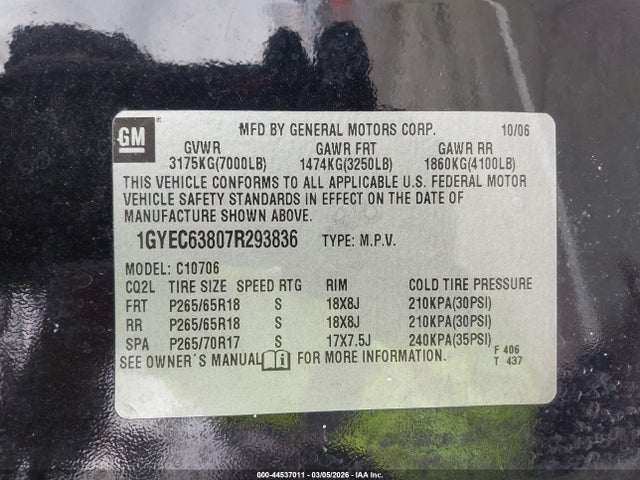 GM
MFD BY GENERAL MOTORS CORP. 10/06
GVWR GAWR FRT GAWR RR
3175KG(7000LB) 1474KG(3250LB) 1860KG(4100LB)
THIS VEHICLE CONFORMS TO ALL APPLICABLE U.S. FEDERAL MOTOR
VEHICLE SAFETY STANDARDS IN EFFECT ON THE DATE OF
MANUFACTURE SHOWN ABOVE.
1GYEC63807R293836 TYPE: M.P.V.
MODEL: C10706
CQ2L TIRE SIZE SPEED RTG RIM COLD TIRE PRESSURE
FRT P265/65R18 S 18X8J 210KPA(30PSI)
RR P265/65R18 S 18X8J 210KPA(30PSI)
SPA P265/70R17 S 17X7.5J 240KPA(35PSI)
SEE OWNER´S MANUAL FOR MORE INFORMATION. F 406
T 437
000-44537011 - 03/05/2026 - IAA Inc.